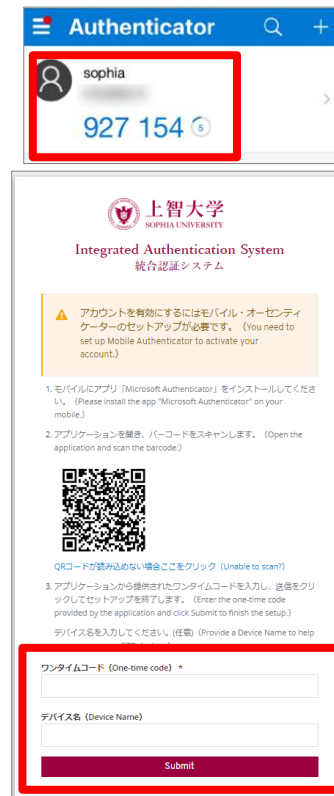 Authenticator
sophia
927 154 5
上智大学
SOPHIA UNIVERSITY
Integrated Authentication System
統合認証システム
アカウントを有効にするにはモバイル・オーセンティ
ケーターのセットアップが必要です。 (You need to
set up Mobile Authenticator to activate your
account.)
1. モバイルにアプリ「Microsoft Authenticator」をインストールしてくださ
い。 (Please install the app "Microsoft Authenticator" on your
mobile.)
2. アプリケーションを開き、バーコードをスキャンします。 (Open the
application and scan the barcode:)
QRコードが読み込めない場合ここをクリック (Unable to scan?)
3. アプリケーションから提供されたワンタイムコードを入力し、送信をクリ
ックしてセットアップを終了します。 (Enter the one-time code
provided by the application and click Submit to finish the setup.)
デバイス名を入力してください。(任意) (Provide a Device Name to help
ワンタイムコード (One-time code) *
デバイス名 (Device Name)
Submit